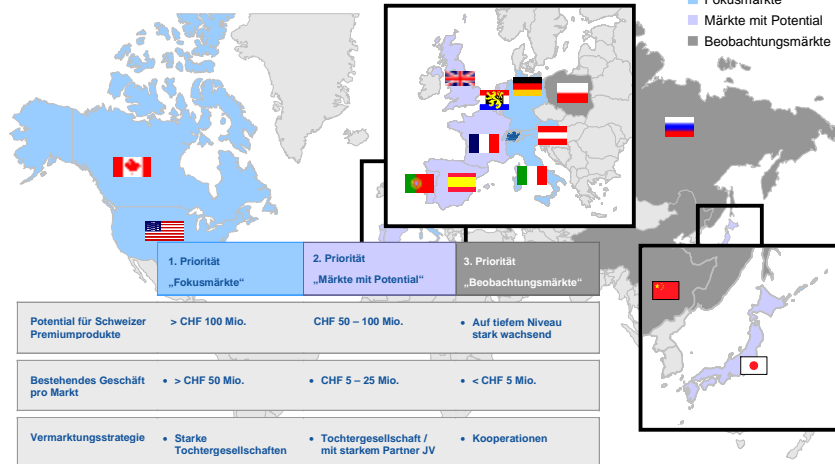 Fokusmärkte
Märkte mit Potential
Beobachtungsmärkte
1. Priorität
„Fokusmärkte“
2. Priorität
„Märkte mit Potential“
3. Priorität
„Beobachtungsmärkte“
Potential für Schweizer
Premiumprodukte
> CHF 100 Mio.
CHF 50 – 100 Mio.
• Auf tiefem Niveau
stark wachsend
Bestehendes Geschäft
pro Markt
• > CHF 50 Mio.
• CHF 5 – 25 Mio.
• < CHF 5 Mio.
Vermarktungsstrategie
• Starke
Tochtergesellschaften
• Tochtergesellschaft /
mit starkem Partner JV
• Kooperationen